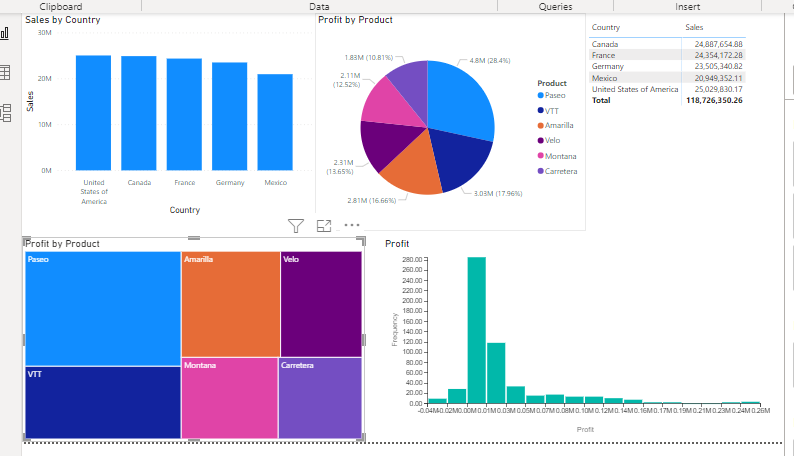 Clipboard
Data
Queries
Insert
Sales by Country
30M
20M
10M
0M
Sales
United States of America
Canada
France
Germany
Mexico
Country
Profit by Product
1.83M (10.81%)
4.8M (28.4%)
2.11M (12.52%)
2.31M (13.65%)
2.81M (16.66%)
3.03M (17.96%)
Product
Paseo
VTT
Amarilla
Velo
Montana
Carretera
Country Sales
Canada 24,887,654.88
France 24,354,172.28
Germany 23,505,340.82
Mexico 20,949,352.11
United States of America 25,029,830.17
Total 118,726,350.26
Profit by Product
Paseo
Amarilla
Velo
VTT
Montana
Carretera
Profit
280.00
260.00
240.00
220.00
200.00
180.00
160.00
140.00
120.00
100.00
80.00
60.00
40.00
20.00
0.00
Frequency
-0.04M -0.02M 0.00M 0.01M 0.03M 0.05M 0.07M 0.08M 0.10M 0.12M 0.14M 0.16M 0.17M 0.19M 0.21M 0.23M 0.24M 0.26M
Profit